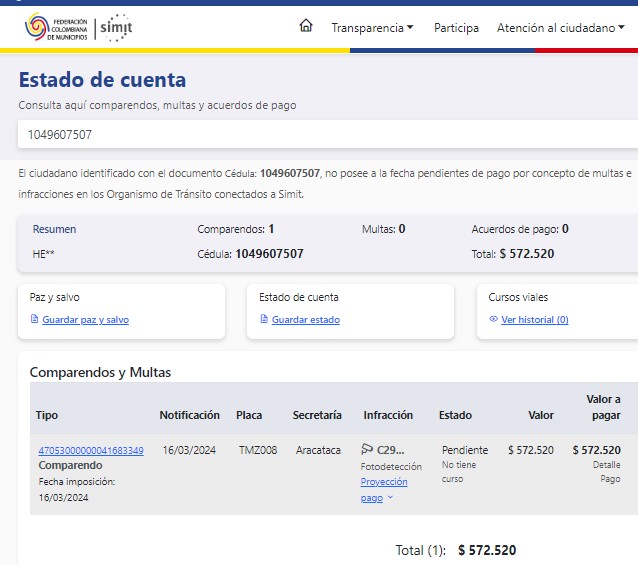 FEDERACIÓN
COLOMBIANA
DE MUNICIPIOS
simit
Transparencia
Participa
Atención al ciudadano
Estado de cuenta
Consulta aquí comparendos, multas y acuerdos de pago
1049607507
El ciudadano identificado con el documento Cédula: 1049607507, no posee a la fecha pendientes de pago por concepto de multas e
infracciones en los Organismo de Tránsito conectados a Simit.
Resumen Comparendos: 1 Multas: 0 Acuerdos de pago: 0
HE** Cédula: 1049607507 Total: $ 572.520
Paz y salvo Estado de cuenta Cursos viales
Guardar paz y salvo Guardar estado Ver historial (0)
Comparendos y Multas
Tipo Notificación Placa Secretaría Infracción Estado Valor Valor a pagar
47053000000041683349 16/03/2024 TMZ008 Aracataca C29... Pendiente $ 572.520 $ 572.520
Comparendo Fotodetección No tiene Detalle
Fecha imposición: Proyección curso Pago
16/03/2024 pago
Total (1): $ 572.520